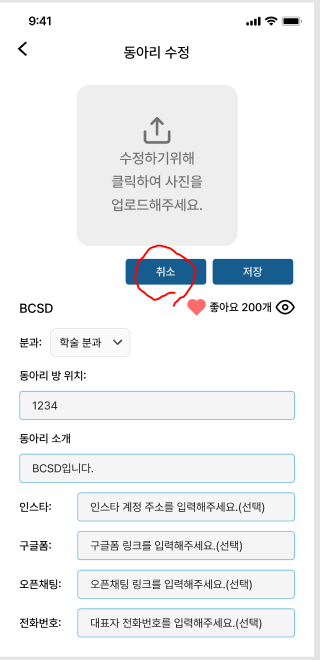 9:41
동아리 수정
수정하기위해
클릭하여 사진을
업로드해주세요.
취소 저장
BCSD 좋아요 200개
분과: 학술 분과
동아리 방 위치:
1234
동아리 소개
BCSD입니다.
인스타: 인스타 계정 주소를 입력해주세요.(선택)
구글폼: 구글폼 링크를 입력해주세요.(선택)
오픈채팅: 오픈채팅 링크를 입력해주세요.(선택)
전화번호: 대표자 전화번호를 입력해주세요.(선택)